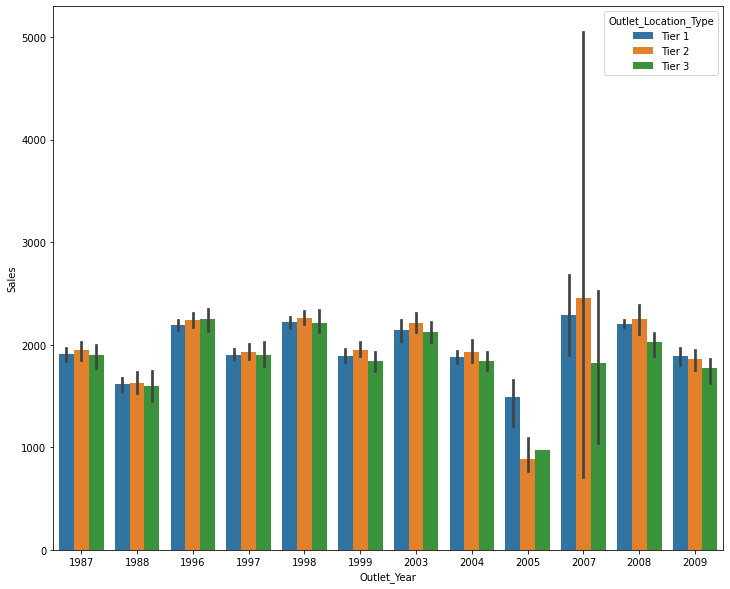 Outlet_Location_Type
Tier 1
Tier 2
Tier 3
5000
4000
3000
2000
1000
0
Sales
1987 1988 1996 1997 1998 1999 2003 2004 2005 2007 2008 2009
Outlet_Year